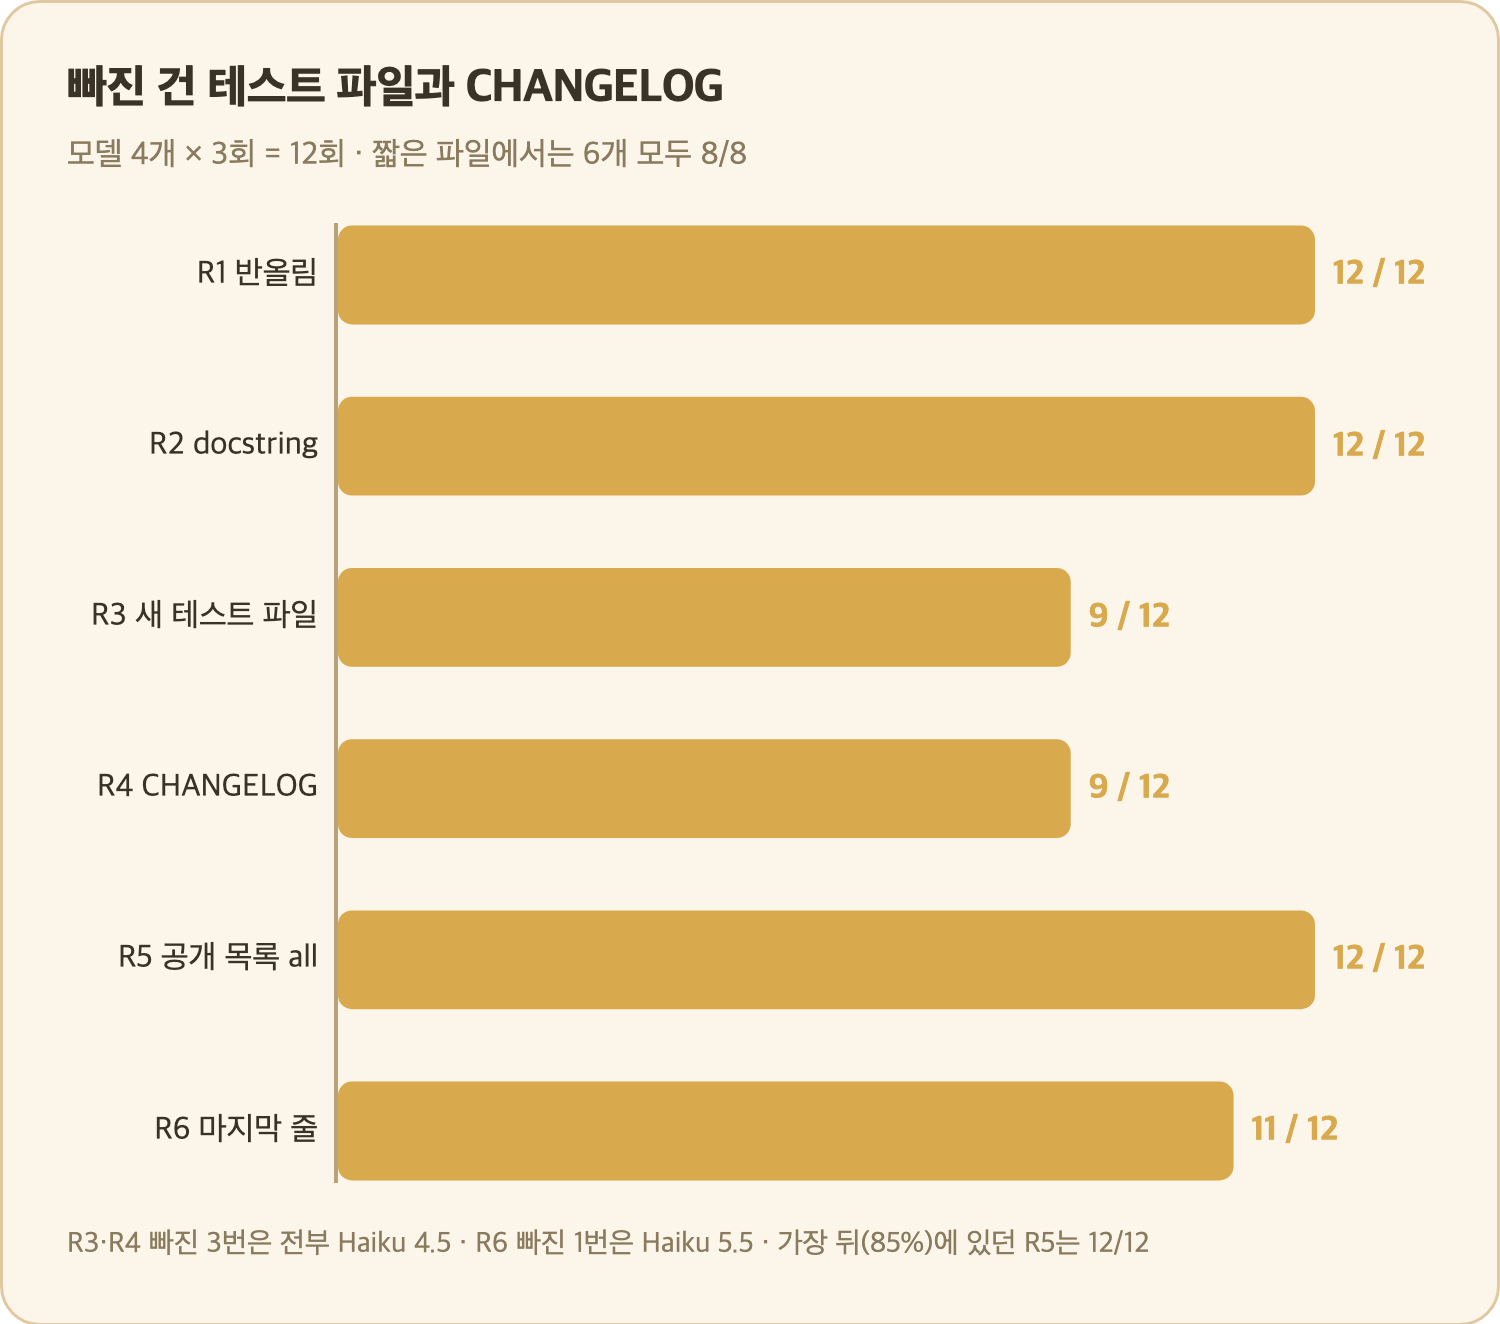 빠진 건 테스트 파일과 CHANGELOG
모델 4개 × 3회 = 12회 · 짧은 파일에서는 6개 모두 8/8
R1 반올림
12 / 12
R2 docstring
12 / 12
R3 새 테스트 파일
9 / 12
R4 CHANGELOG
9 / 12
R5 공개 목록 all
12 / 12
R6 마지막 줄
11 / 12
R3·R4 빠진 3번은 전부 Haiku 4.5 · R6 빠진 1번은 Haiku 5.5 · 가장 뒤(85%)에 있던 R5는 12/12